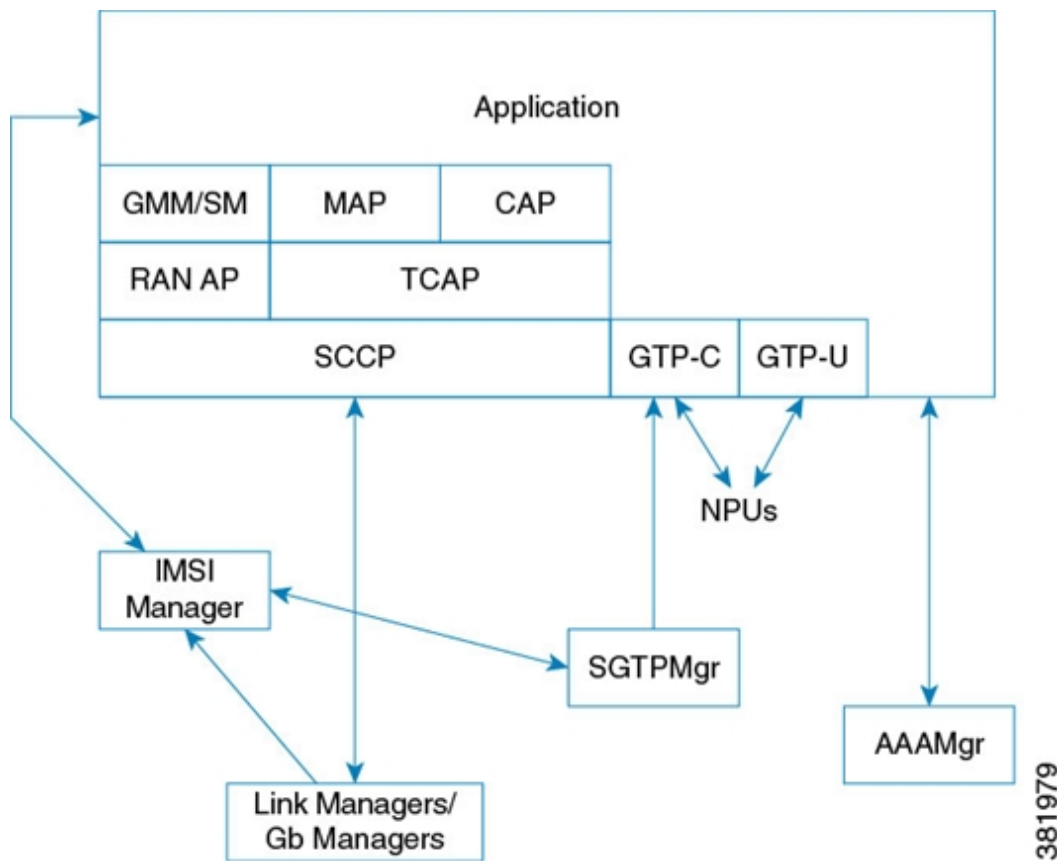 Application
GMM/SM
MAP
CAP
RAN AP
TCAP
SCCP
GTP-C
GTP-U
NPUs
IMSI
Manager
SGTPMgr
AAAMgr
Link Managers/
Gb Managers
381979